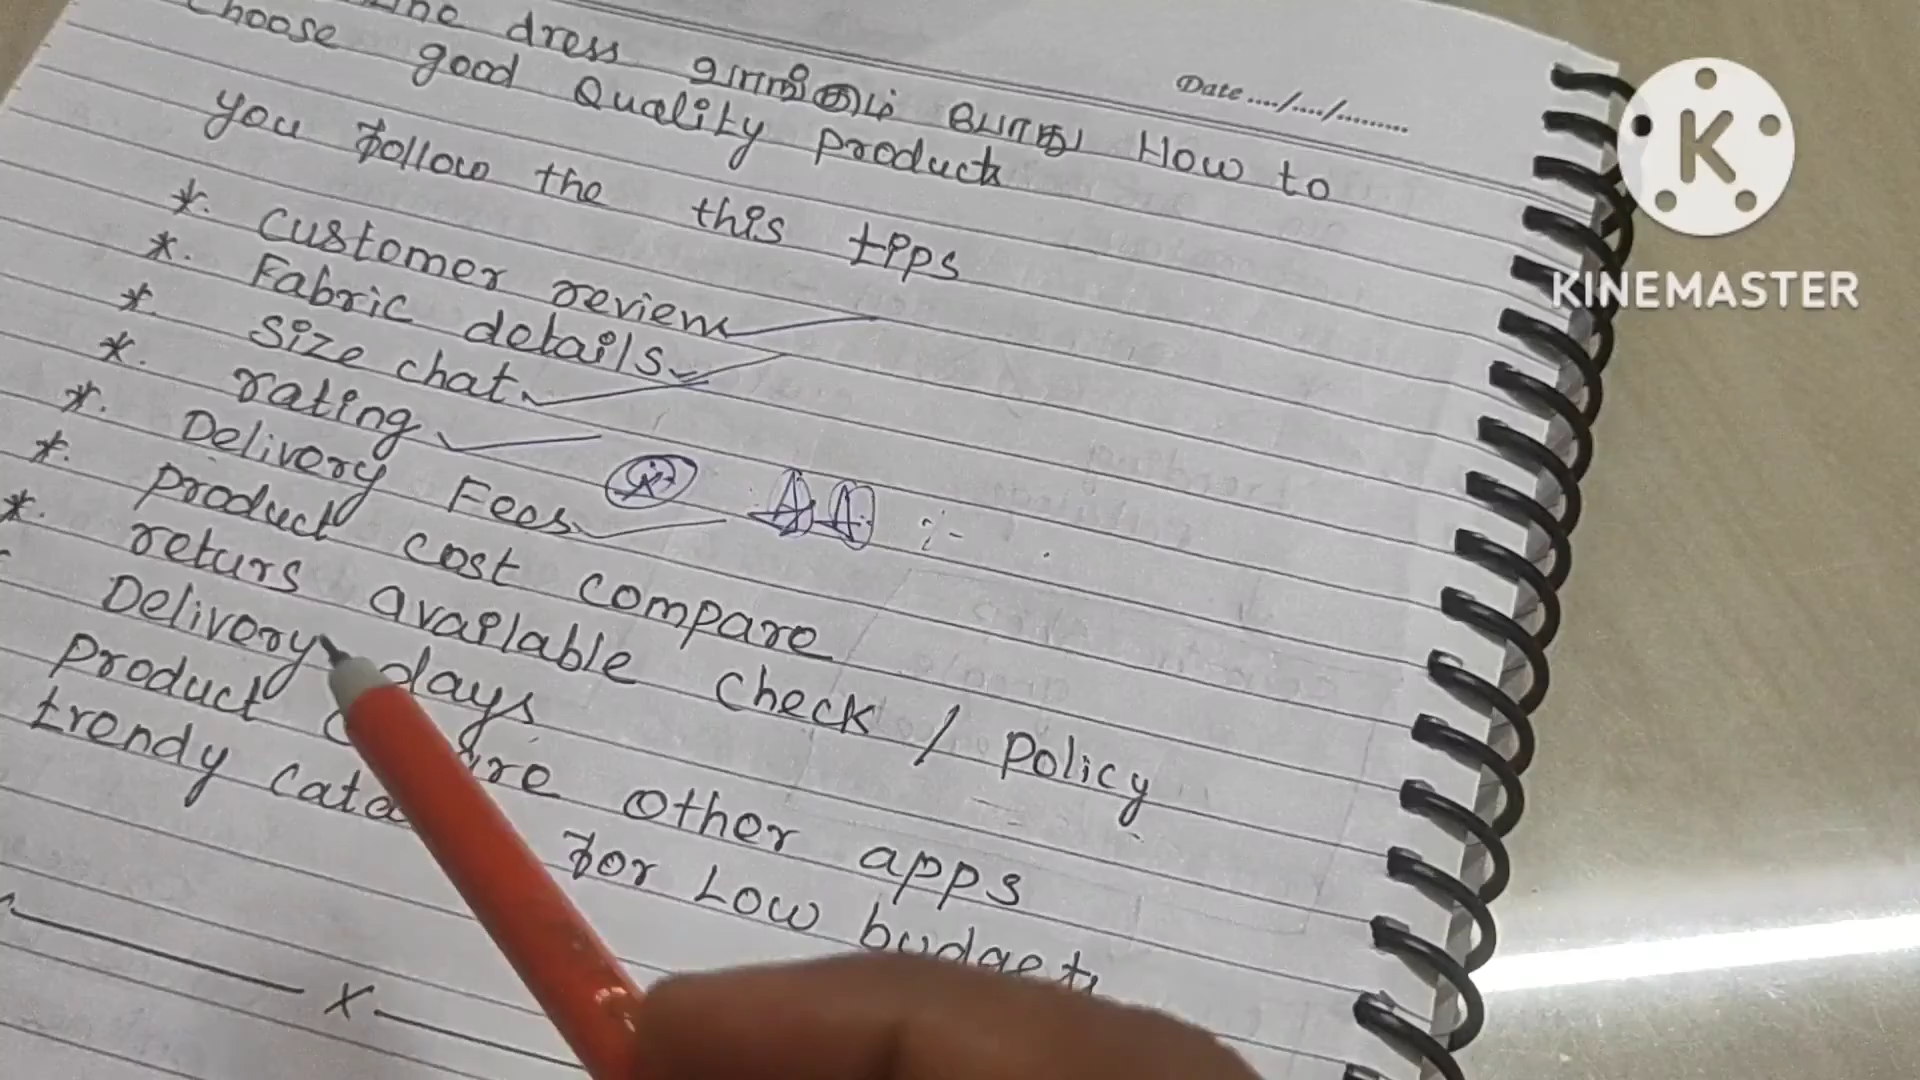 dress வாங்கும் போது How to
choose good Quality product
you follow the this tips
*. customer review
*. Fabric details
*. size chat.
*. rating
*. Delivery Fees
*. product cost compare
*. returs available check / policy
Delivery days
product other apps
trendy for Low budget
x
Date ..../..../.........
K
KINEMASTER